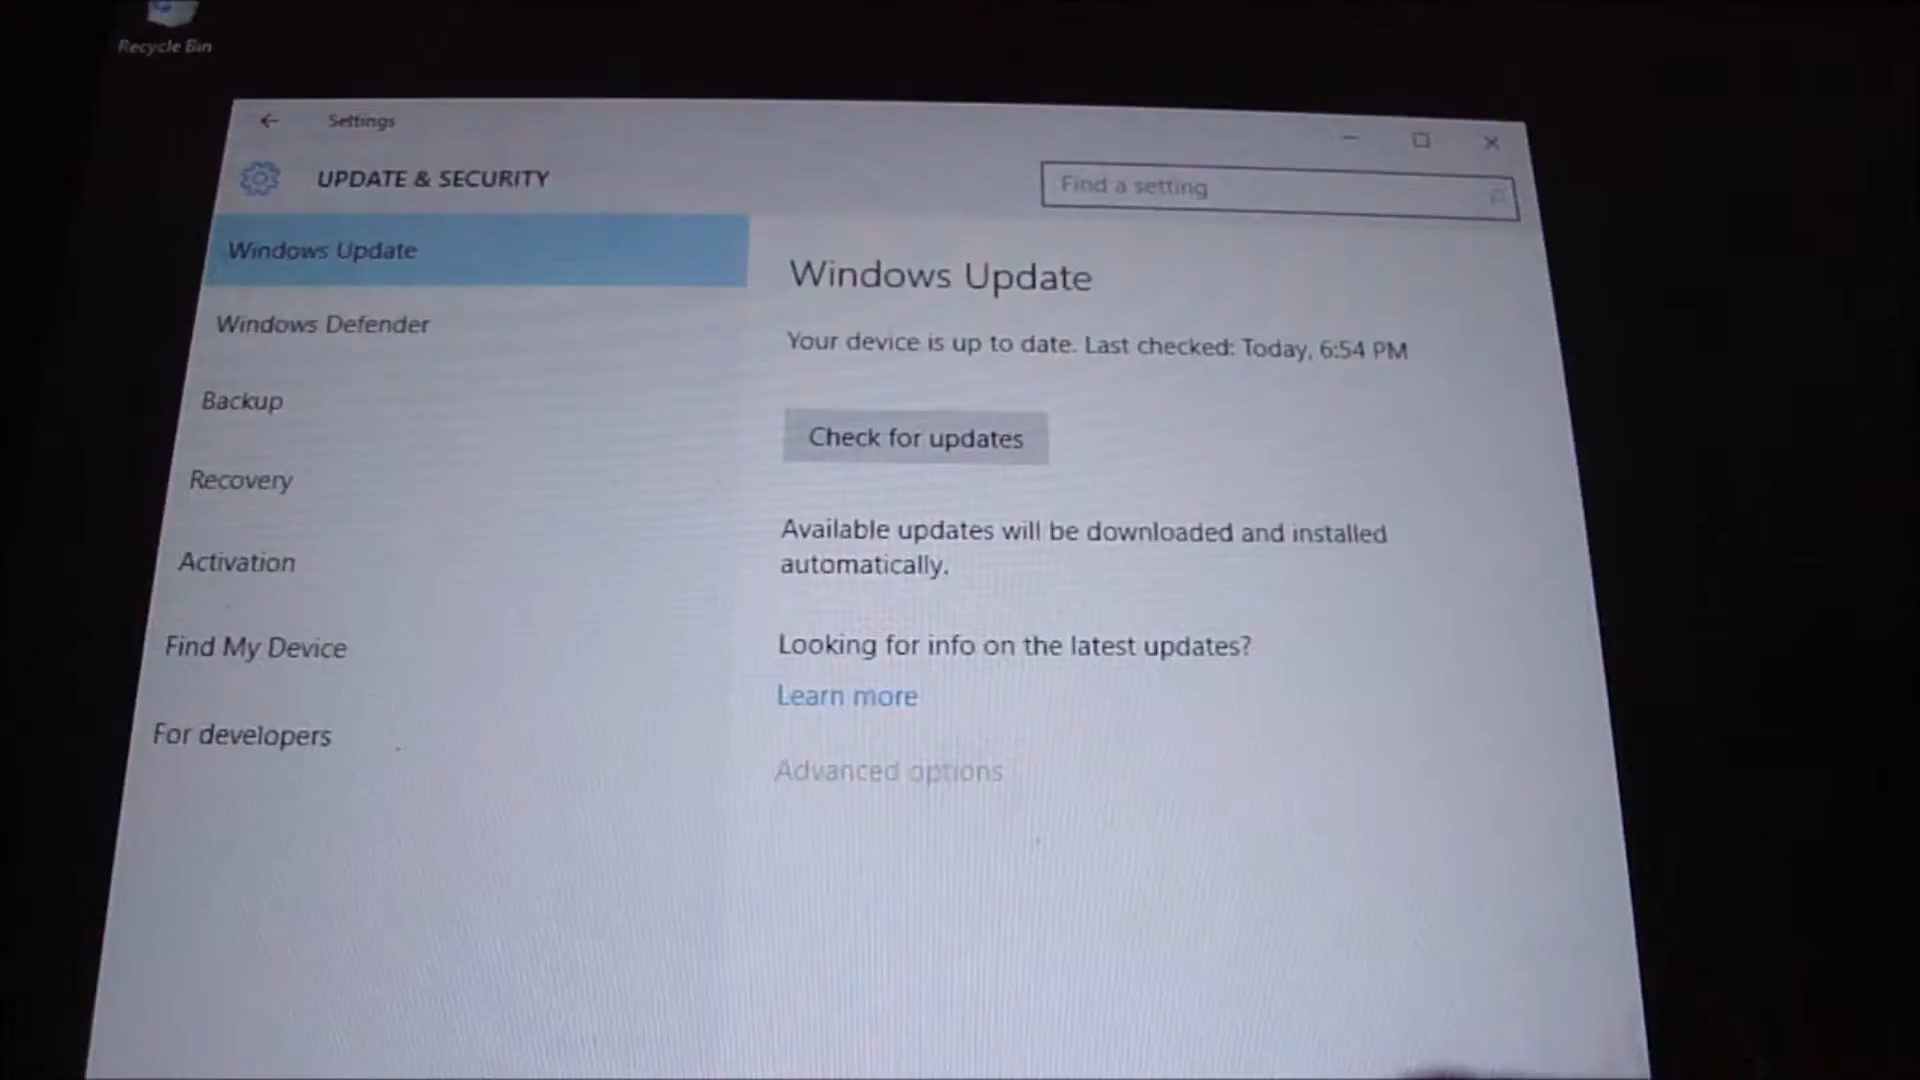 Recycle Bin
Settings
UPDATE & SECURITY
Find a setting
Windows Update
Windows Defender
Backup
Recovery
Activation
Find My Device
For developers
Windows Update
Your device is up to date. Last checked: Today, 6:54 PM
Check for updates
Available updates will be downloaded and installed
automatically.
Looking for info on the latest updates?
Learn more
Advanced options